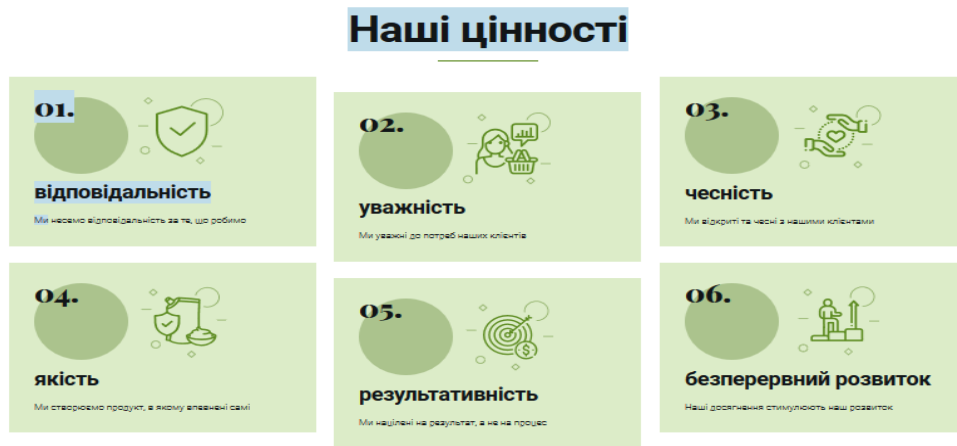 Наші цінності
01.
відповідальність
Ми несемо відповідальність за те, що робимо
02.
уважність
Ми уважні до потреб наших клієнтів
03.
чесність
Ми відкриті та чесні з нашими клієнтами
04.
якість
Ми створюємо продукт, в якому впевнені самі
05.
результативність
Ми націлені на результат, а не на процес
06.
безперервний розвиток
Наші досягнення стимулюють наш розвиток